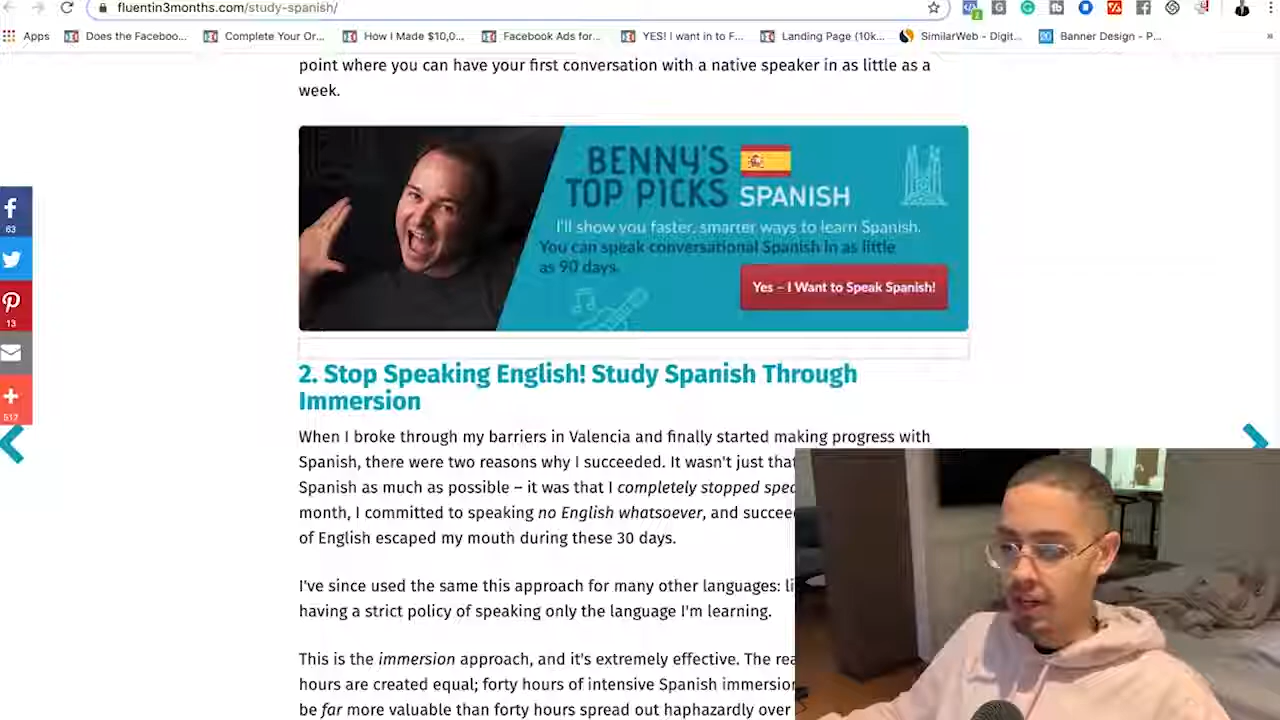 fluentin3months.com/study-spanish/
Apps
Does the Faceboo...
Complete Your Or...
How I Made $10,0...
Facebook Ads for...
YES! I want in to F...
Landing Page (10k...
SimilarWeb - Digit...
Banner Design - P...
»
point where you can have your first conversation with a native speaker in as little as a
week.
BENNY'S
TOP PICKS SPANISH
I'll show you faster, smarter ways to learn Spanish.
You can speak conversational Spanish in as little
as 90 days.
Yes – I Want to Speak Spanish!
63
13
512
2. Stop Speaking English! Study Spanish Through
Immersion
When I broke through my barriers in Valencia and finally started making progress with
Spanish, there were two reasons why I succeeded. It wasn't just that
Spanish as much as possible – it was that I completely stopped spea
month, I committed to speaking no English whatsoever, and succee
of English escaped my mouth during these 30 days.
I've since used the same this approach for many other languages: li
having a strict policy of speaking only the language I'm learning.
This is the immersion approach, and it's extremely effective. The rea
hours are created equal; forty hours of intensive Spanish immersion
be far more valuable than forty hours spread out haphazardly over